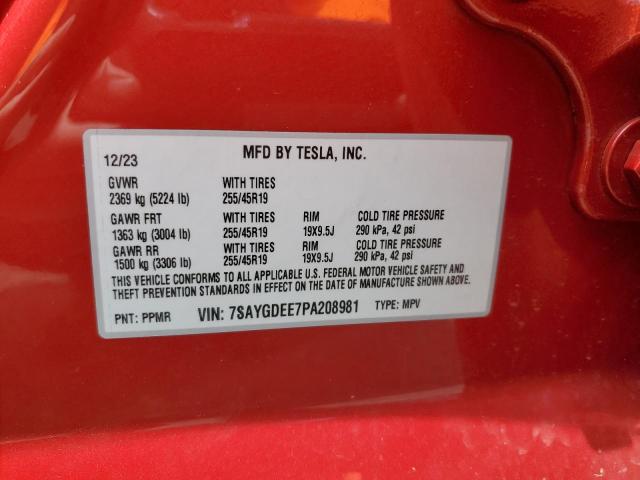 12/23 MFD BY TESLA, INC.
GVWR WITH TIRES
2369 kg (5224 lb) 255/45R19
GAWR FRT WITH TIRES RIM COLD TIRE PRESSURE
1363 kg (3004 lb) 255/45R19 19X9.5J 290 kPa, 42 psi
GAWR RR WITH TIRES RIM COLD TIRE PRESSURE
1500 kg (3306 lb) 255/45R19 19X9.5J 290 kPa, 42 psi
THIS VEHICLE CONFORMS TO ALL APPLICABLE U.S. FEDERAL MOTOR VEHICLE SAFETY AND
THEFT PREVENTION STANDARDS IN EFFECT ON THE DATE OF MANUFACTURE SHOWN ABOVE.
PNT: PPMR VIN: 7SAYGDEE7PA208981 TYPE: MPV